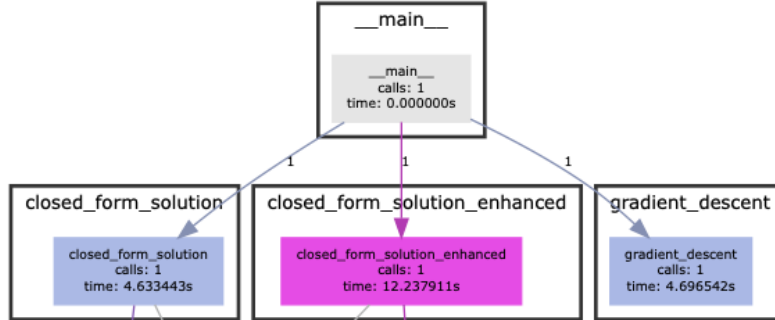 __main__
__main__
calls: 1
time: 0.000000s
1
1
1
closed_form_solution
closed_form_solution
calls: 1
time: 4.633443s
closed_form_solution_enhanced
closed_form_solution_enhanced
calls: 1
time: 12.237911s
gradient_descent
gradient_descent
calls: 1
time: 4.696542s